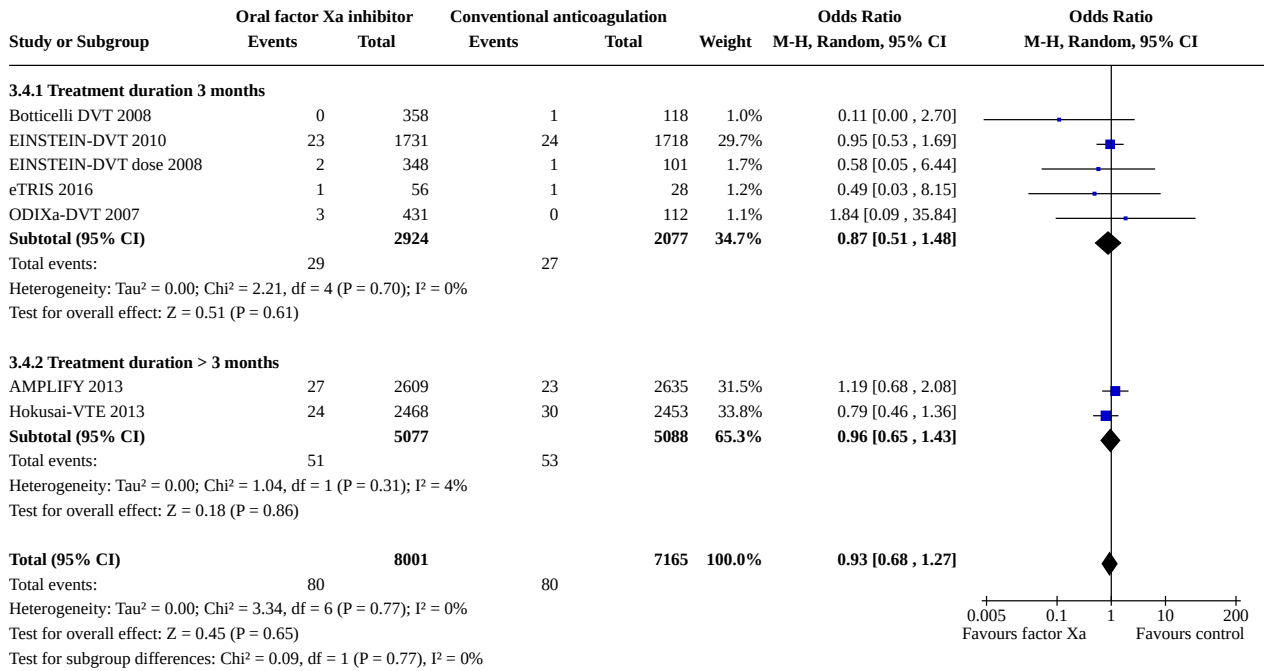 Oral factor Xa inhibitor Conventional anticoagulation Odds Ratio Odds Ratio
Study or Subgroup Events Total Events Total Weight M-H, Random, 95% CI M-H, Random, 95% CI
3.4.1 Treatment duration 3 months
Botticelli DVT 2008 0 358 1 118 1.0% 0.11 [0.00 , 2.70]
EINSTEIN-DVT 2010 23 1731 24 1718 29.7% 0.95 [0.53 , 1.69]
EINSTEIN-DVT dose 2008 2 348 1 101 1.7% 0.58 [0.05 , 6.44]
eTRIS 2016 1 56 1 28 1.2% 0.49 [0.03 , 8.15]
ODIXa-DVT 2007 3 431 0 112 1.1% 1.84 [0.09 , 35.84]
Subtotal (95% CI) 2924 2077 34.7% 0.87 [0.51 , 1.48]
Total events: 29 27
Heterogeneity: Tau² = 0.00; Chi² = 2.21, df = 4 (P = 0.70); I² = 0%
Test for overall effect: Z = 0.51 (P = 0.61)
3.4.2 Treatment duration > 3 months
AMPLIFY 2013 27 2609 23 2635 31.5% 1.19 [0.68 , 2.08]
Hokusai-VTE 2013 24 2468 30 2453 33.8% 0.79 [0.46 , 1.36]
Subtotal (95% CI) 5077 5088 65.3% 0.96 [0.65 , 1.43]
Total events: 51 53
Heterogeneity: Tau² = 0.00; Chi² = 1.04, df = 1 (P = 0.31); I² = 4%
Test for overall effect: Z = 0.18 (P = 0.86)
Total (95% CI) 8001 7165 100.0% 0.93 [0.68 , 1.27]
Total events: 80 80
Heterogeneity: Tau² = 0.00; Chi² = 3.34, df = 6 (P = 0.77); I² = 0%
0.005 0.1 1 10 200
Test for overall effect: Z = 0.45 (P = 0.65)
Favours factor Xa Favours control
Test for subgroup differences: Chi² = 0.09, df = 1 (P = 0.77), I² = 0%